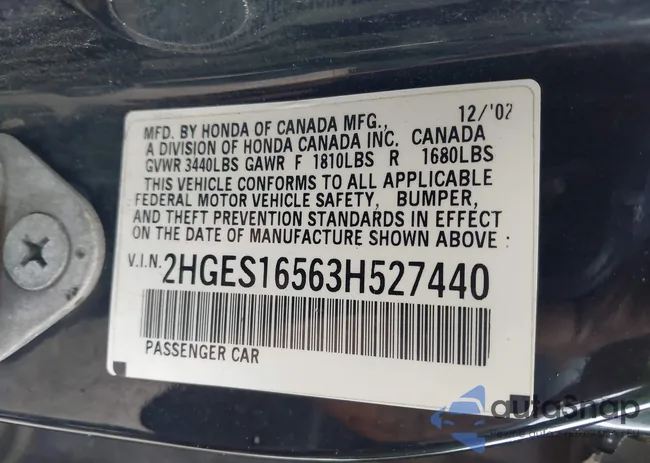 12/'02
MFD. BY HONDA OF CANADA MFG.,
A DIVISION OF HONDA CANADA INC. CANADA
GVWR 3440LBS GAWR F 1810LBS R 1680LBS
THIS VEHICLE CONFORMS TO ALL APPLICABLE
FEDERAL MOTOR VEHICLE SAFETY, BUMPER,
AND THEFT PREVENTION STANDARDS IN EFFECT
ON THE DATE OF MANUFACTURE SHOWN ABOVE :
V.I.N. 2HGES16563H527440
PASSENGER CAR
autoSnap